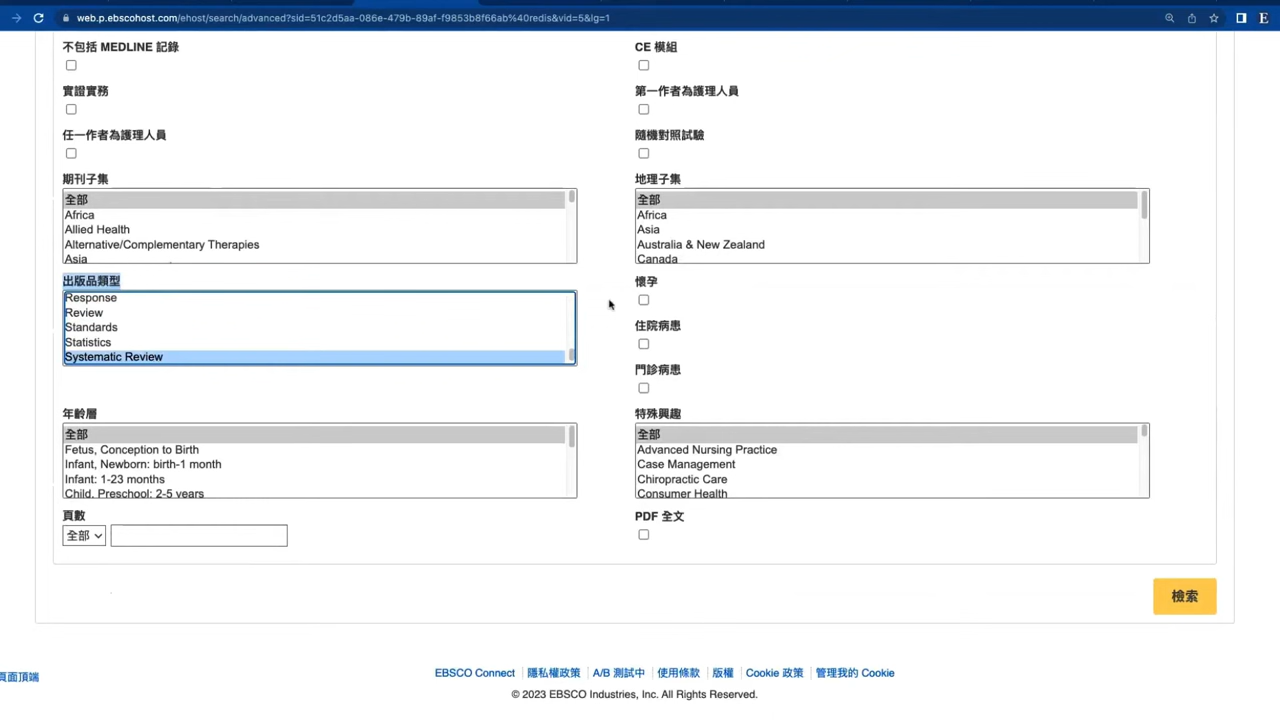 web.p.ebscohost.com/ehost/search/advanced?sid=51c2d5aa-086e-479b-89af-f9853b8f66ab%40redis&vid=5&lg=1
E
不包括 MEDLINE 記錄
CE 模組
實證實務
第一作者為護理人員
任一作者為護理人員
隨機對照試驗
期刊子集
地理子集
全部
Africa
Allied Health
Alternative/Complementary Therapies
Asia
全部
Africa
Asia
Australia & New Zealand
Canada
出版品類型
懷孕
Response
Review
Standards
Statistics
Systematic Review
住院病患
門診病患
年齡層
特殊興趣
全部
Fetus, Conception to Birth
Infant, Newborn: birth-1 month
Infant: 1-23 months
Child, Preschool: 2-5 years
全部
Advanced Nursing Practice
Case Management
Chiropractic Care
Consumer Health
頁數
PDF 全文
全部
檢索
頁面頂端
EBSCO Connect 隱私權政策 A/B 測試中 使用條款 版權 Cookie 政策 管理我的 Cookie
© 2023 EBSCO Industries, Inc. All Rights Reserved.